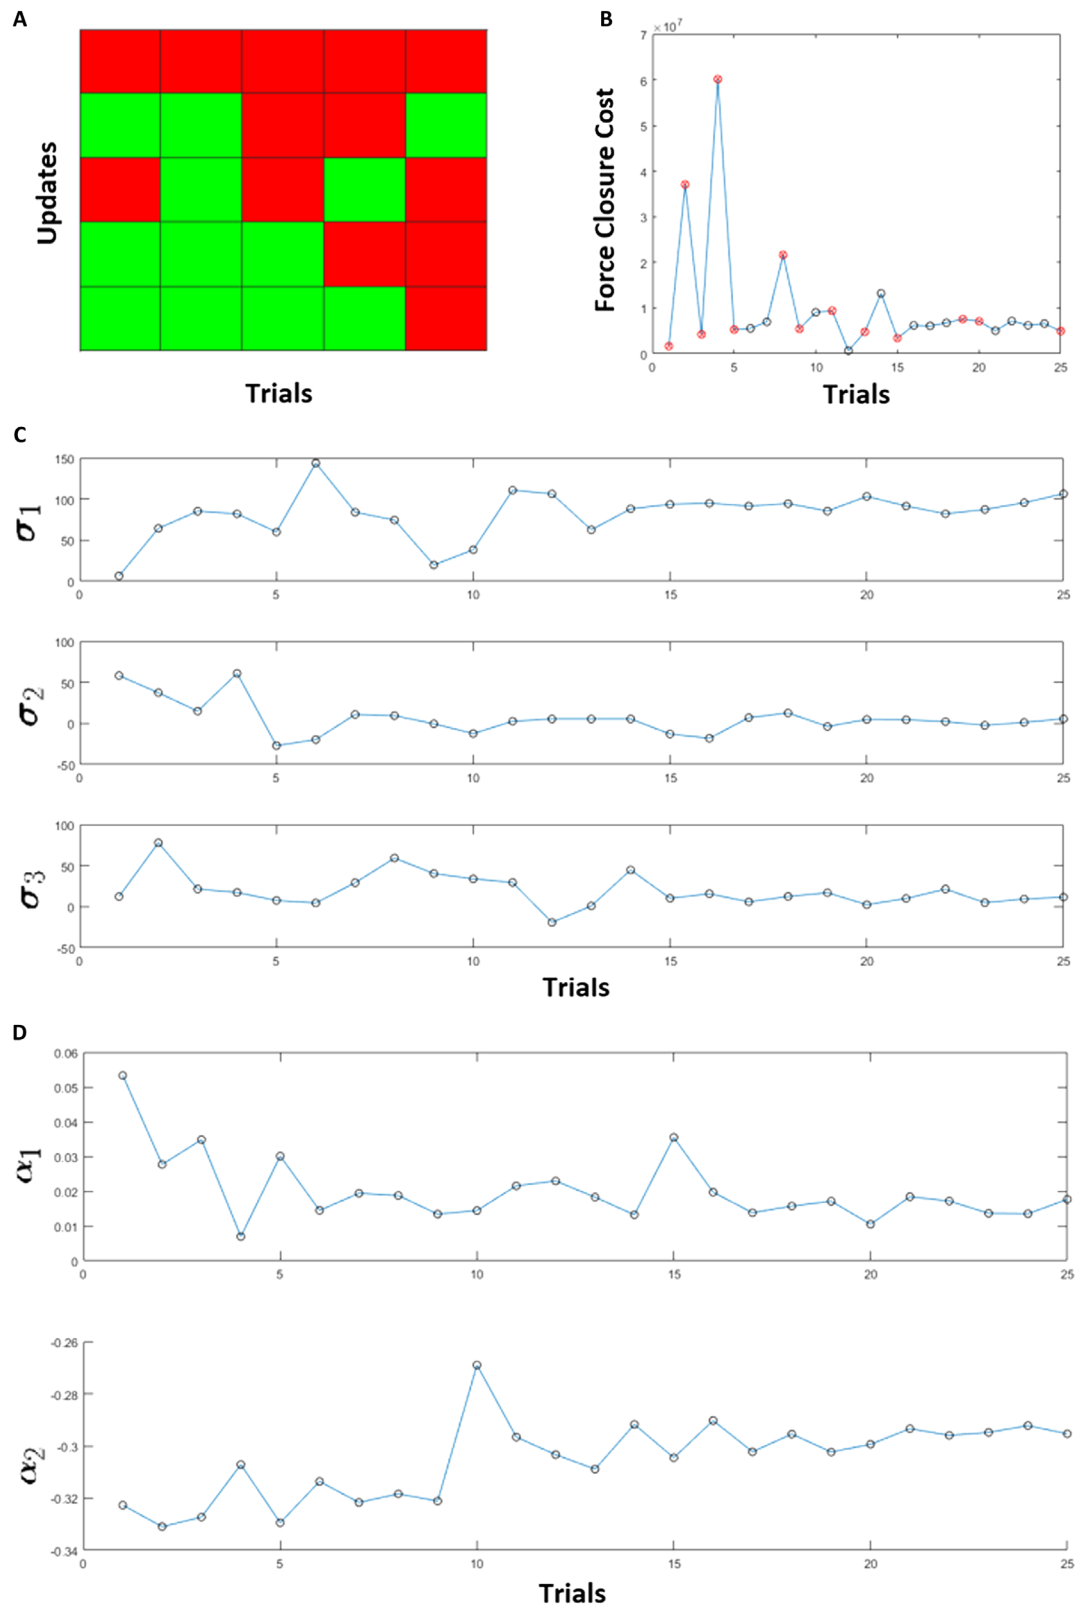 A
Updates
Trials
B
×10⁷
Force Closure Cost
7
6
5
4
3
2
1
0
0 5 10 15 20 25
Trials
C
σ1
150
100
50
0
0 5 10 15 20 25
σ2
100
50
0
-50
0 5 10 15 20 25
σ3
100
50
0
-50
0 5 10 15 20 25
Trials
D
α1
0.06
0.05
0.04
0.03
0.02
0.01
0
0 5 10 15 20 25
α2
-0.26
-0.28
-0.3
-0.32
-0.34
0 5 10 15 20 25
Trials